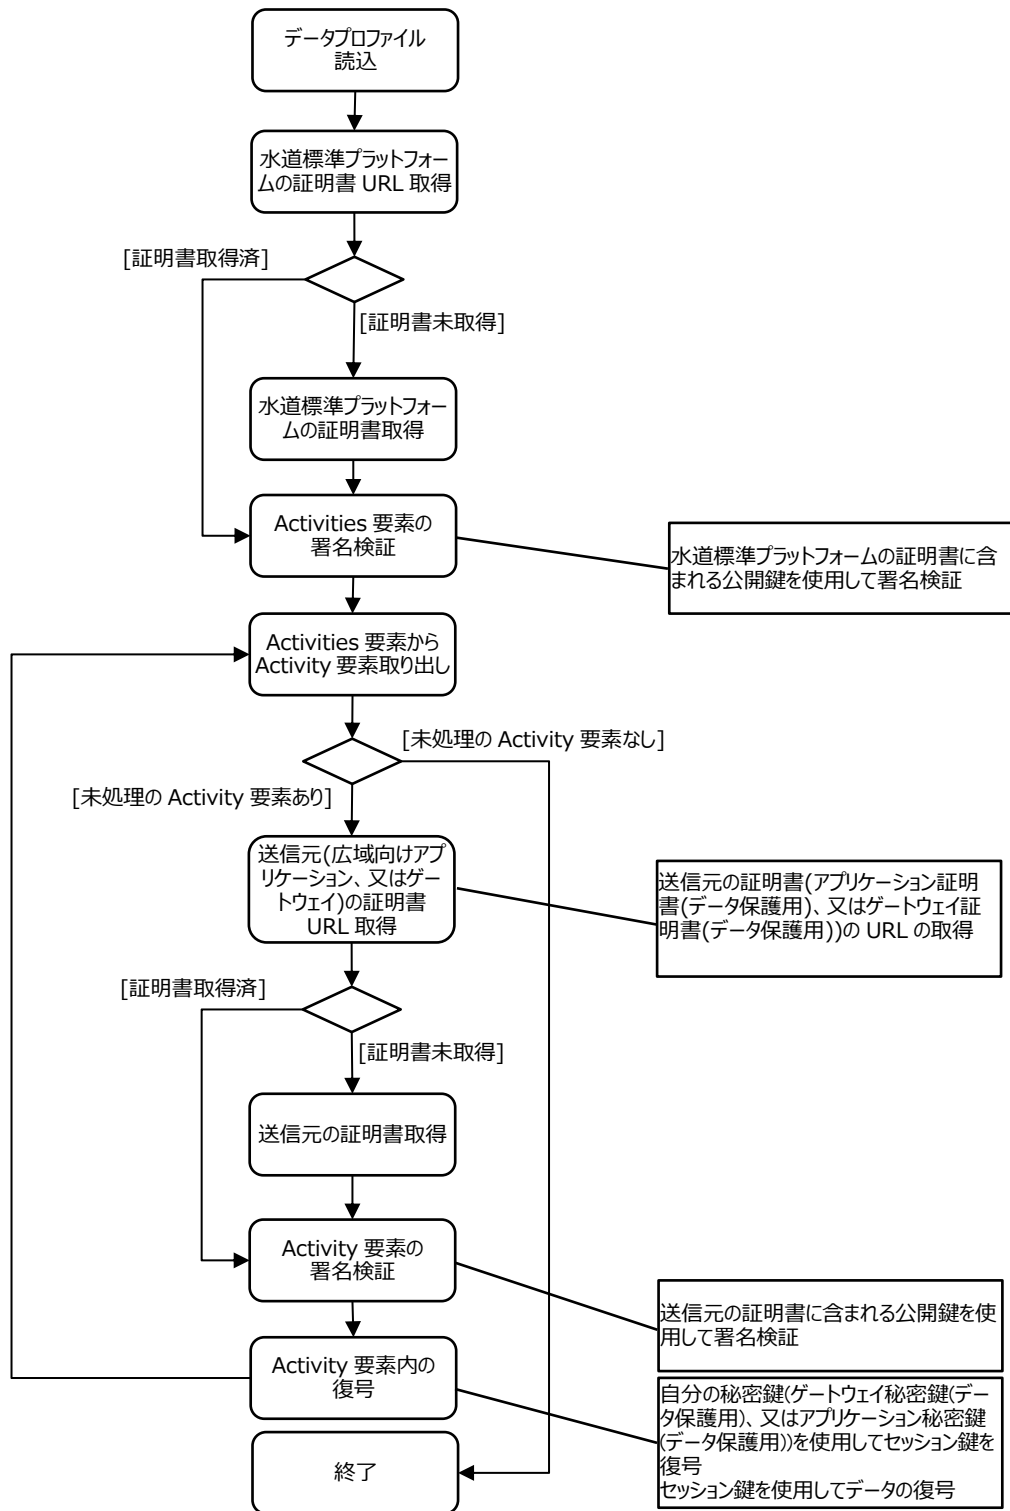 データプロファイル
読込
水道標準プラットフォー
ムの証明書 URL 取得
[証明書取得済]
[証明書未取得]
水道標準プラットフォー
ムの証明書取得
Activities 要素の
署名検証
水道標準プラットフォームの証明書に含
まれる公開鍵を使用して署名検証
Activities 要素から
Activity 要素取り出し
[未処理の Activity 要素なし]
[未処理の Activity 要素あり]
送信元(広域向けアプ
リケーション、又はゲー
トウェイ)の証明書
URL 取得
送信元の証明書(アプリケーション証明
書(データ保護用)、又はゲートウェイ証
明書(データ保護用))の URL の取得
[証明書取得済]
[証明書未取得]
送信元の証明書取得
Activity 要素の
署名検証
送信元の証明書に含まれる公開鍵を使
用して署名検証
Activity 要素内の
復号
自分の秘密鍵(ゲートウェイ秘密鍵(デー
タ保護用)、又はアプリケーション秘密鍵
(データ保護用))を使用してセッション鍵を
復号
セッション鍵を使用してデータの復号
終了